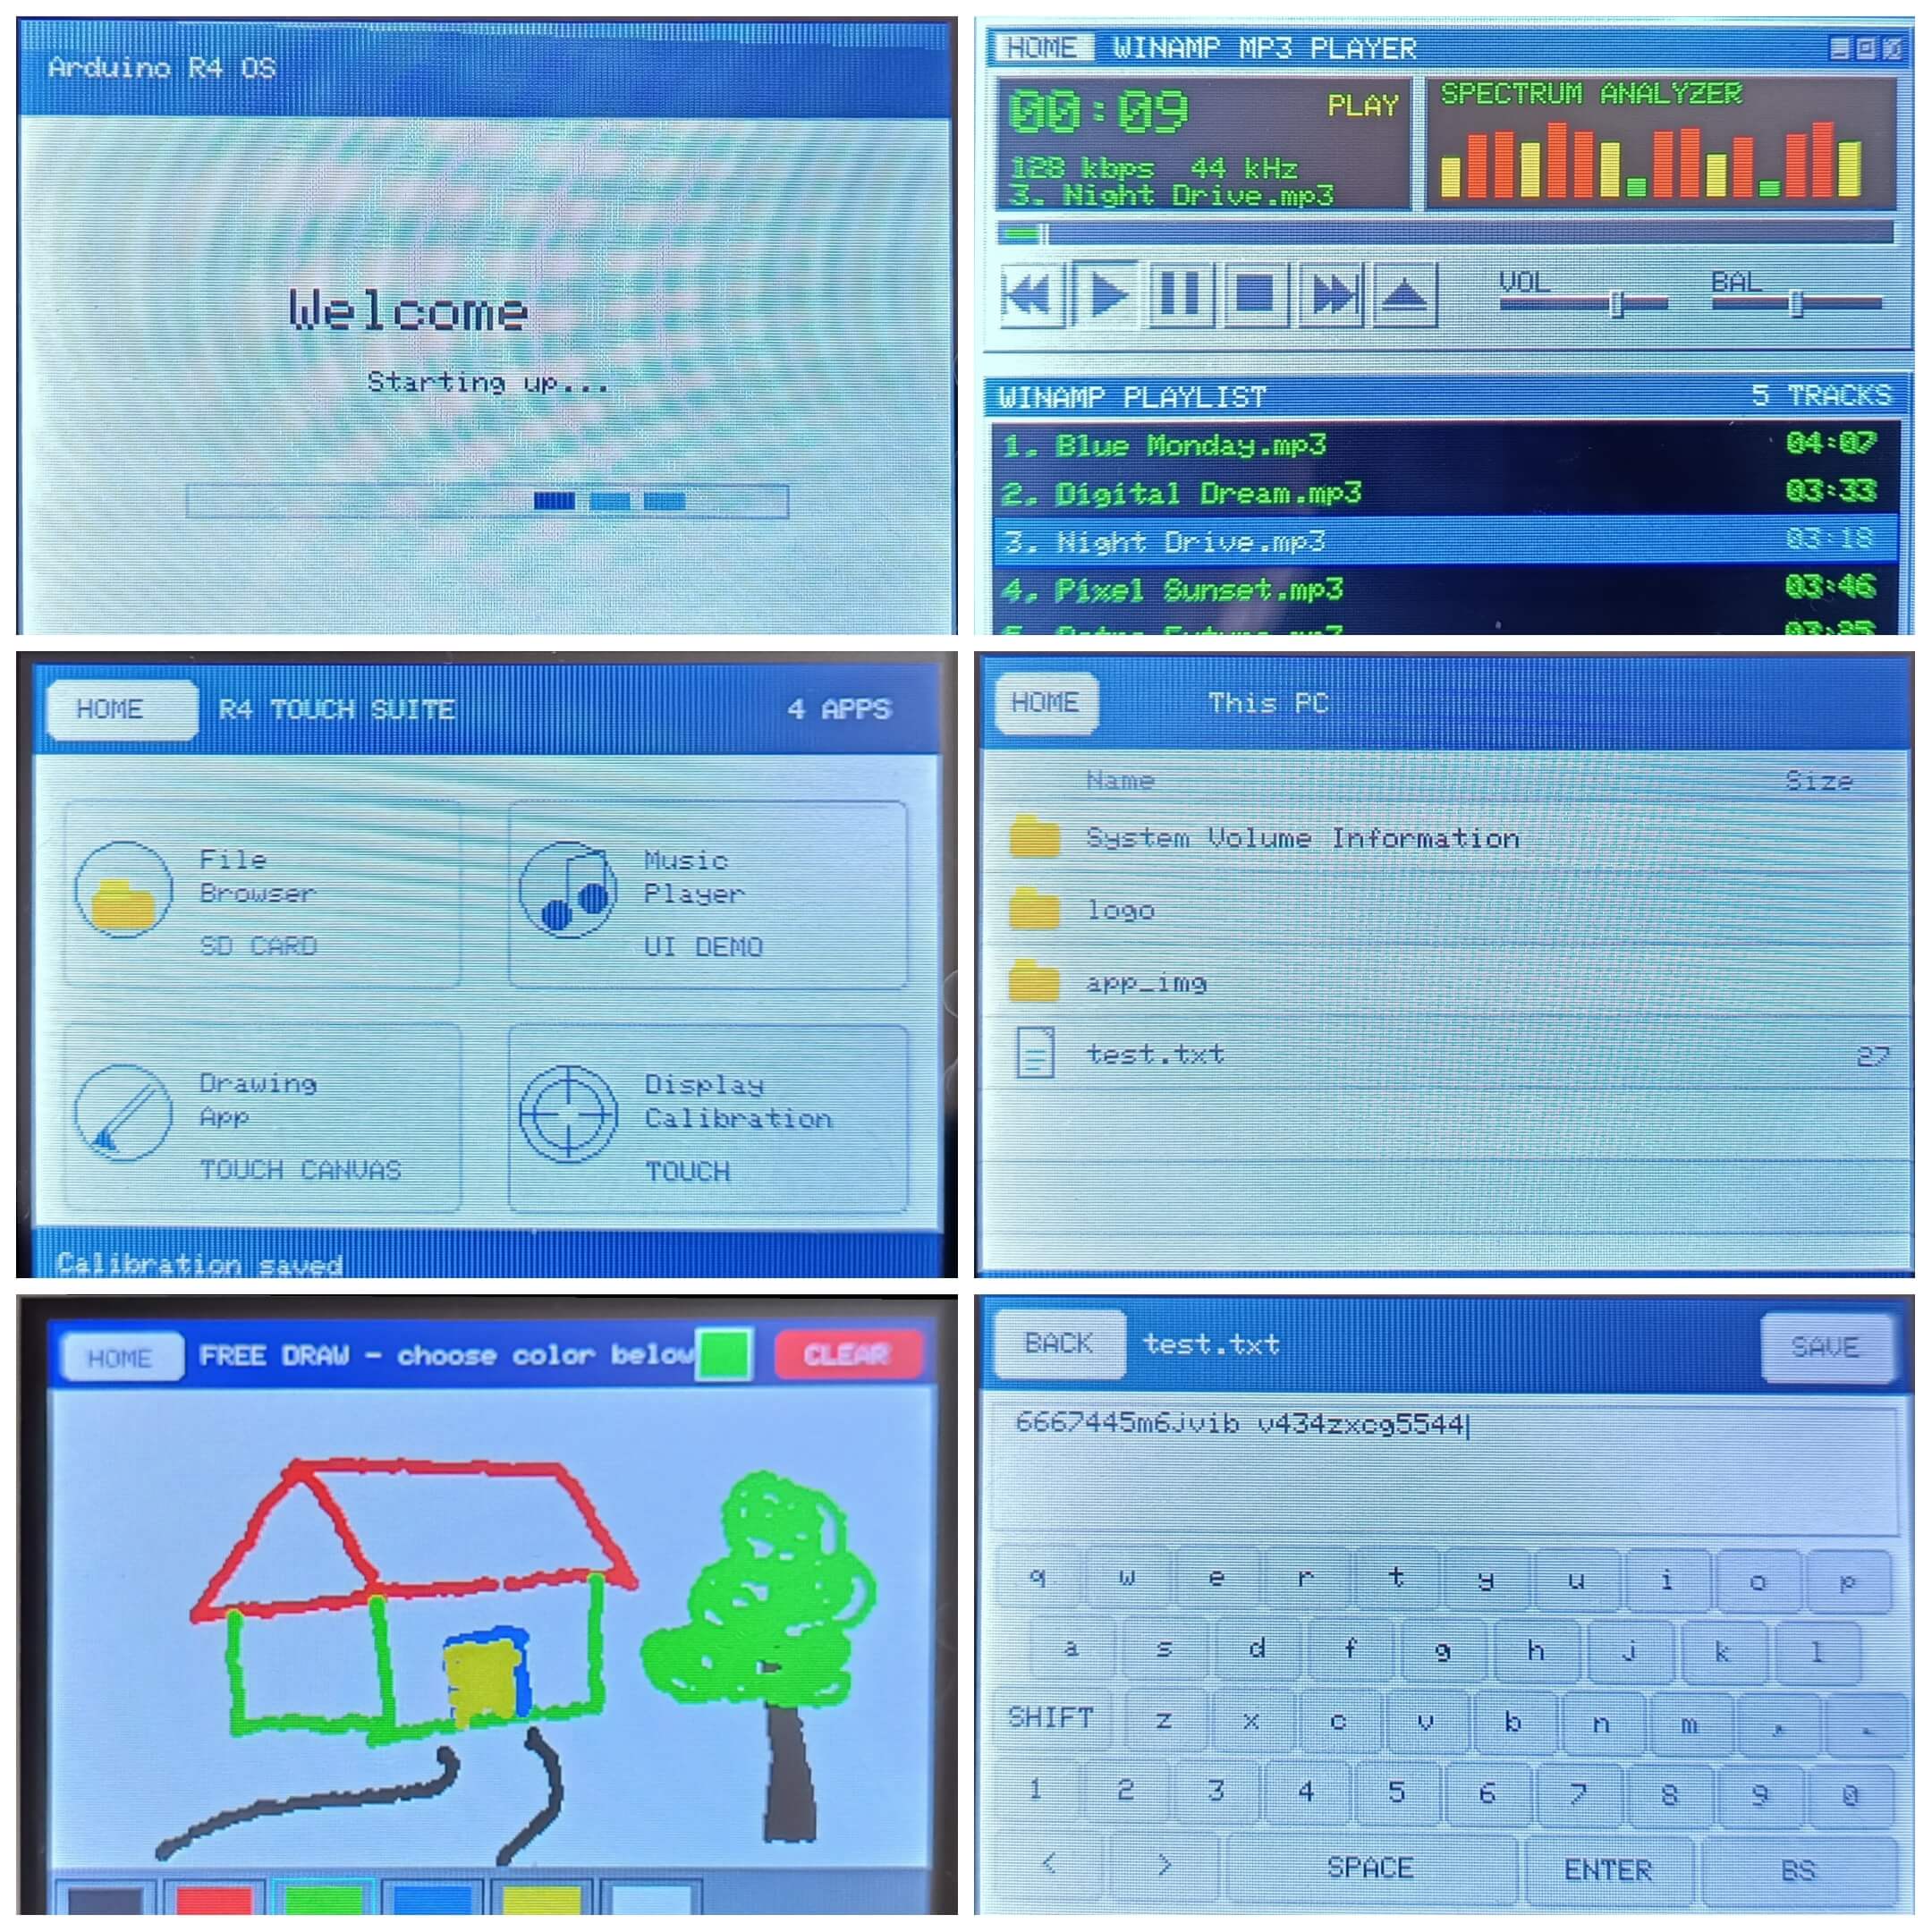 Arduino R4 OS
Welcome
Starting up...
HOME WINAMP MP3 PLAYER
00:09 PLAY
128 kbps 44 kHz
3. Night Drive.mp3
SPECTRUM ANALYZER
VOL BAL
WINAMP PLAYLIST 5 TRACKS
1. Blue Monday.mp3 04:07
2. Digital Dream.mp3 03:33
3. Night Drive.mp3 03:18
4. Pixel Sunset.mp3 03:46
HOME R4 TOUCH SUITE 4 APPS
File
Browser
SD CARD
Music
Player
UI DEMO
Drawing
App
TOUCH CANVAS
Display
Calibration
TOUCH
Calibration saved
HOME This PC
Name Size
System Volume Information
logo
app_img
test.txt 27
HOME FREE DRAW - choose color below CLEAR
BACK test.txt SAVE
6667445m6jvib v434zxcg5544
q w e r t y u i o p
a s d f g h j k l
SHIFT z x c v b n m , .
1 2 3 4 5 6 7 8 9 0
< > SPACE ENTER BS